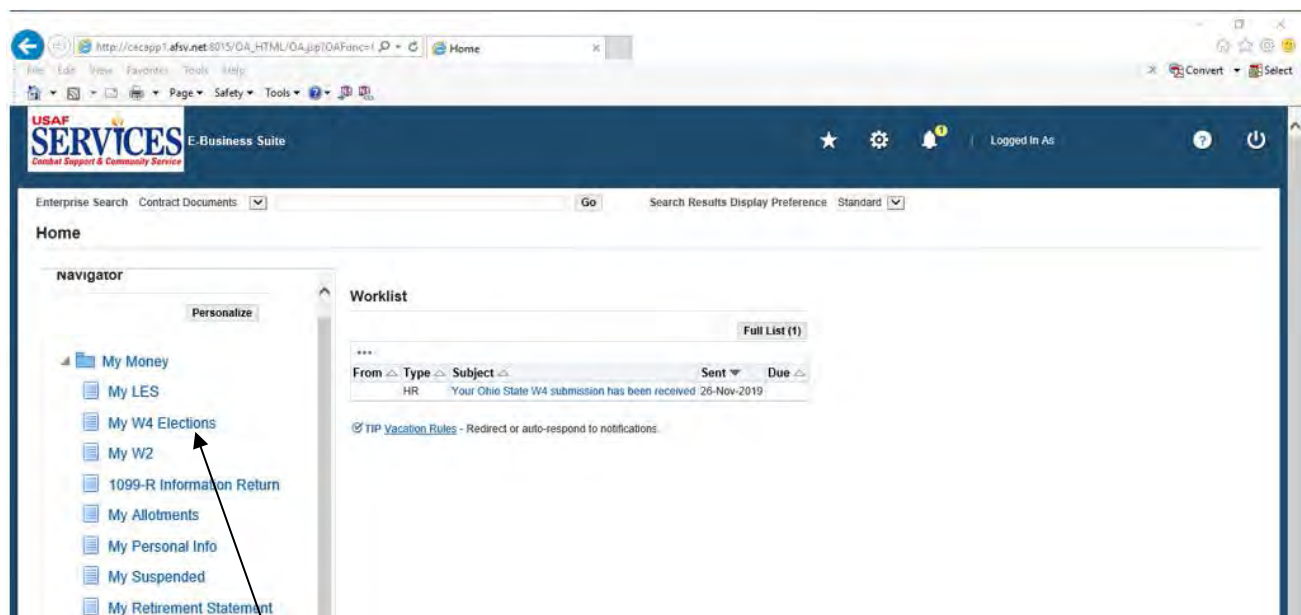 http://cecapp1.afsv.net:8015/OA_HTML/OA.jsp?OAFunc=( Home
File Edit View Favorites Tools Help
Convert Select
Page Safety Tools
USAF
SERVICES
Combat Support & Community Service
E-Business Suite
1
Logged In As
Enterprise Search Contract Documents Go Search Results Display Preference Standard
Home
Navigator
Personalize
My Money
My LES
My W4 Elections
My W2
1099-R Information Return
My Allotments
My Personal Info
My Suspended
My Retirement Statement
Worklist
Full List (1)
...
From Type Subject Sent Due
HR Your Ohio State W4 submission has been received 26-Nov-2019
TIP Vacation Rules - Redirect or auto-respond to notifications.